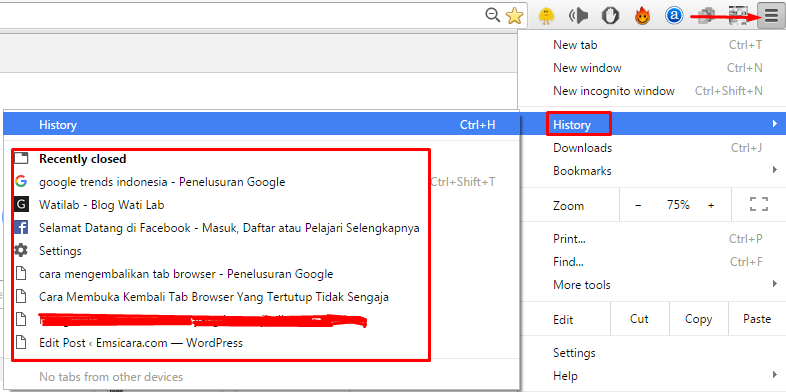 New tab Ctrl+T
New window Ctrl+N
New incognito window Ctrl+Shift+N
History Ctrl+H
Recently closed
google trends indonesia - Penelusuran Google Ctrl+Shift+T
Watilab - Blog Wati Lab
Selamat Datang di Facebook - Masuk, Daftar atau Pelajari Selengkapnya
Settings
cara mengembalikan tab browser - Penelusuran Google
Cara Membuka Kembali Tab Browser Yang Tertutup Tidak Sengaja
Edit Post ‹ Emsicara.com — WordPress
No tabs from other devices
History
Downloads Ctrl+J
Bookmarks
Zoom − 75% +
Print... Ctrl+P
Find... Ctrl+F
More tools
Edit Cut Copy Paste
Settings
Help